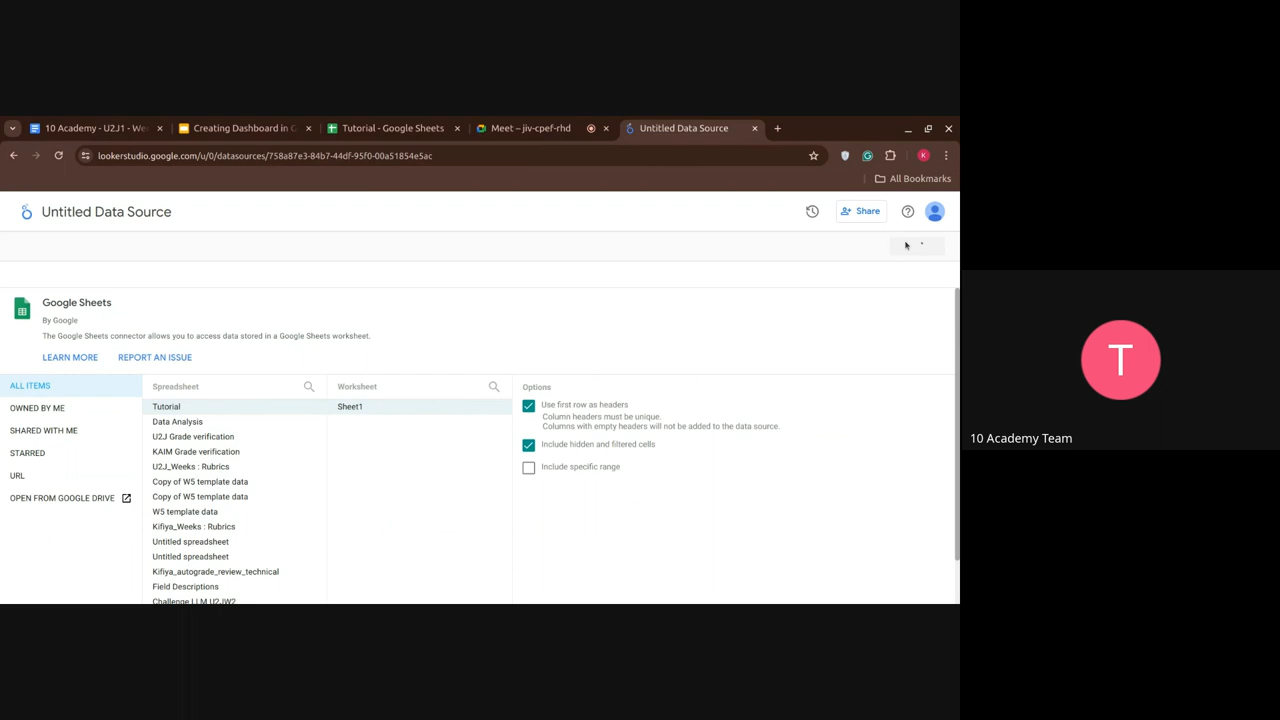 10 Academy - U2J1 - We
Creating Dashboard in G
Tutorial - Google Sheets
Meet – jiv-cpef-rhd
Untitled Data Source
lookerstudio.google.com/u/0/datasources/758a87e3-84b7-44df-95f0-00a51854e5ac
K
All Bookmarks
Untitled Data Source
Share
Google Sheets
By Google
The Google Sheets connector allows you to access data stored in a Google Sheets worksheet.
LEARN MORE
REPORT AN ISSUE
ALL ITEMS
OWNED BY ME
SHARED WITH ME
STARRED
URL
OPEN FROM GOOGLE DRIVE
Spreadsheet
Tutorial
Data Analysis
U2J Grade verification
KAIM Grade verification
U2J_Weeks : Rubrics
Copy of W5 template data
Copy of W5 template data
W5 template data
Kifiya_Weeks : Rubrics
Untitled spreadsheet
Untitled spreadsheet
Kifiya_autograde_review_technical
Field Descriptions
Challenge LLM U2JW2
Worksheet
Sheet1
Options
Use first row as headers
Column headers must be unique.
Columns with empty headers will not be added to the data source.
Include hidden and filtered cells
Include specific range
T
10 Academy Team